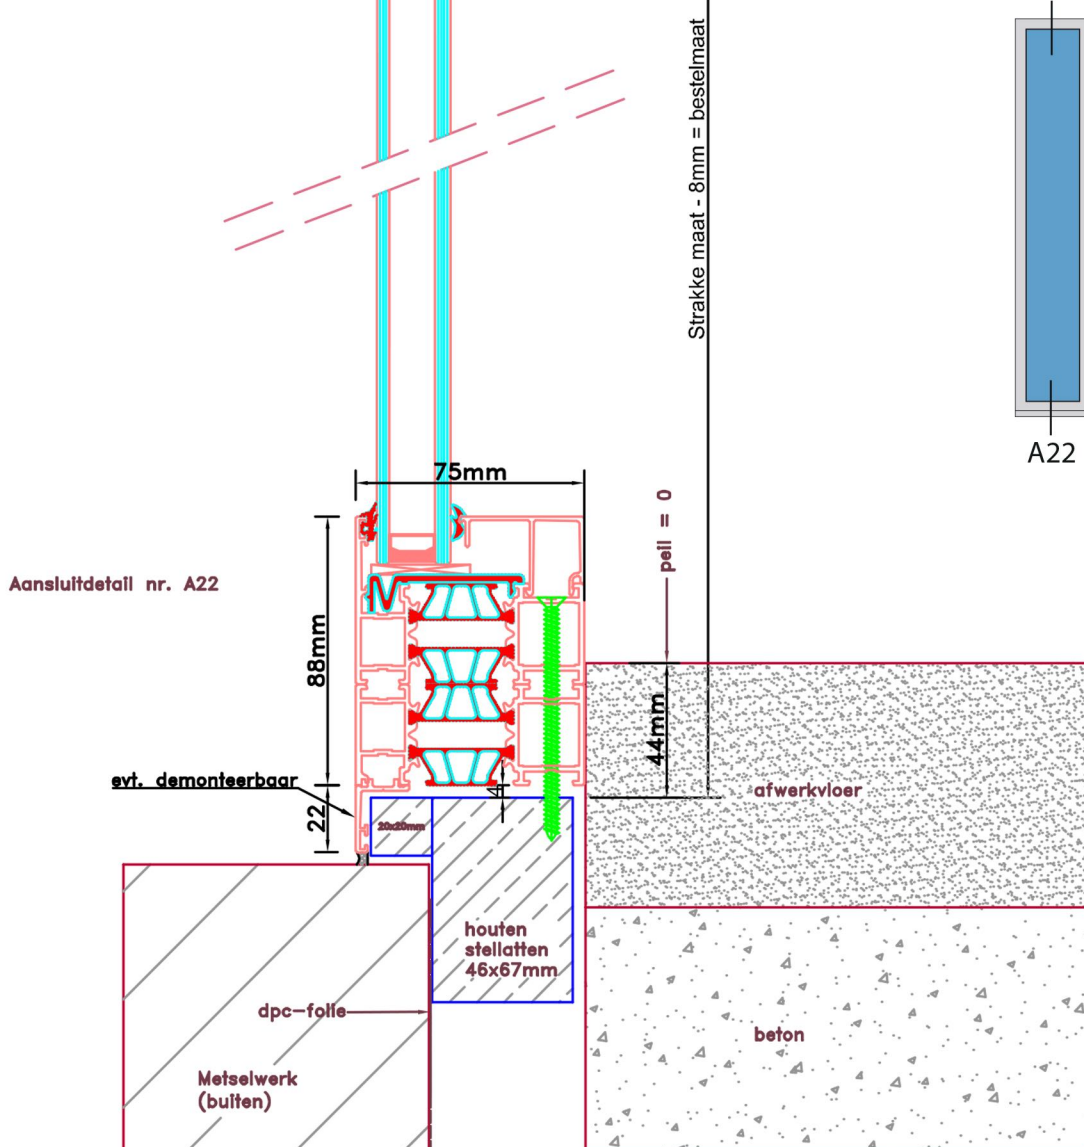 Strakke maat - 8mm = bestelmaat
A22
75mm
peil = 0
Aansluitdetail nr. A22
88mm
44mm
evt. demonteerbaar
4
afwerkvloer
22
20x20mm
houten
stellatten
46x67mm
dpc-folie
beton
Metselwerk
(buiten)